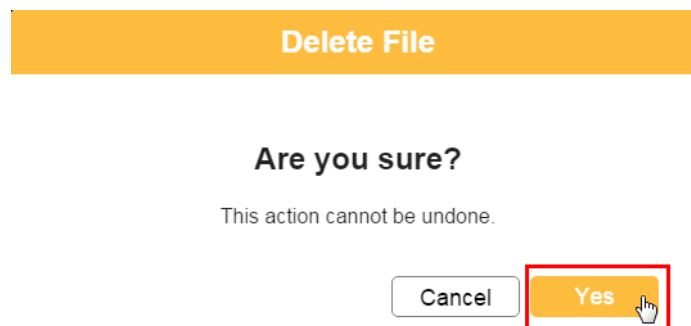 Delete File
Are you sure?
This action cannot be undone.
Cancel Yes